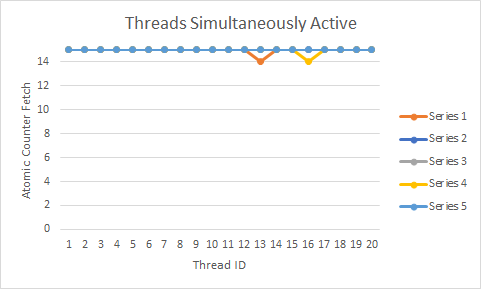 Threads Simultaneously Active
14
12
10
8
6
4
2
0
Atomic Counter Fetch
1 2 3 4 5 6 7 8 9 10 11 12 13 14 15 16 17 18 19 20
Thread ID
Series 1
Series 2
Series 3
Series 4
Series 5